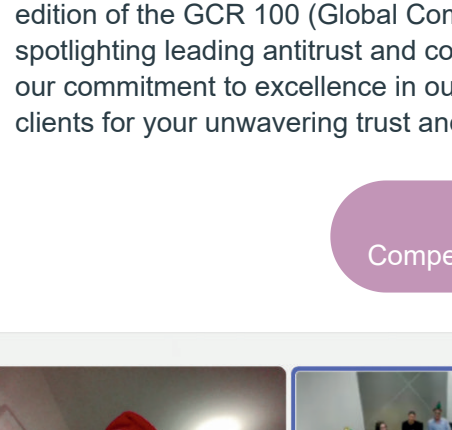 edition of the GCR 100 (Global Com
spotlighting leading antitrust and co
our commitment to excellence in ou
clients for your unwavering trust an
Compe